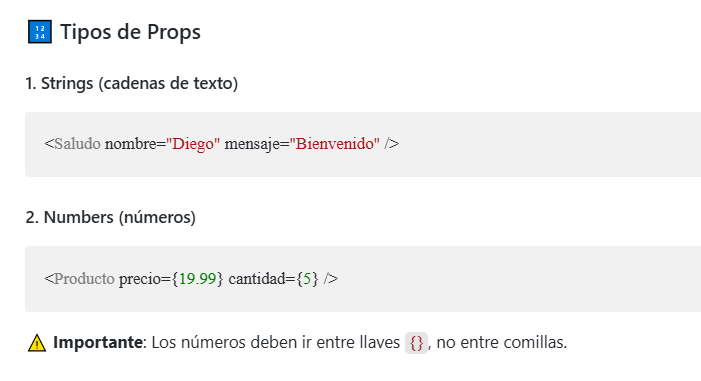 🔢 Tipos de Props
1. Strings (cadenas de texto)
<Saludo nombre="Diego" mensaje="Bienvenido" />
2. Numbers (números)
<Producto precio={19.99} cantidad={5} />
⚠️ Importante: Los números deben ir entre llaves {}, no entre comillas.